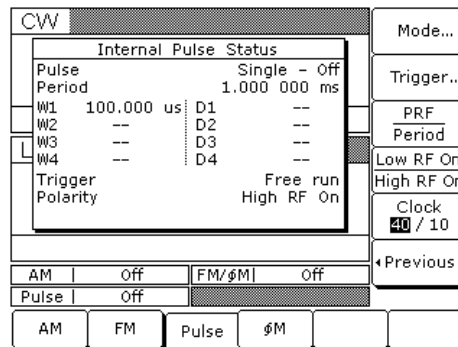 CW
Internal Pulse Status
Pulse Single - Off
Period 1.000 000 ms
W1 100.000 us D1 --
W2 -- D2 --
W3 -- D3 --
W4 -- D4 --
Trigger Free run
Polarity High RF On
L
AM Off FM/ϕM Off
Pulse Off
Mode...
Trigger..
PRF
Period
Low RF On
High RF On
Clock
40 / 10
Previous
AM FM Pulse ϕM